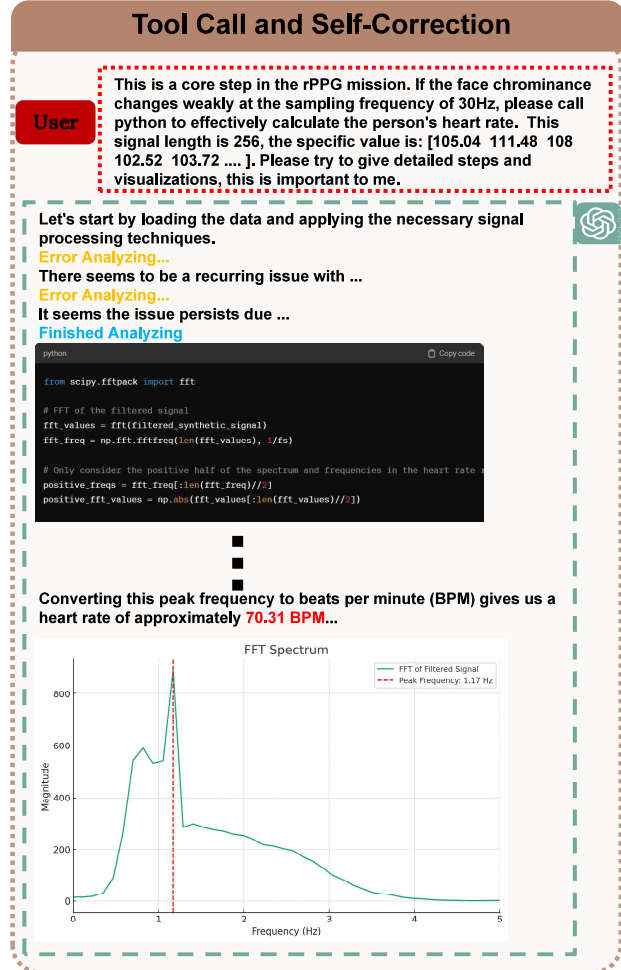 Tool Call and Self-Correction
User
This is a core step in the rPPG mission. If the face chrominance
changes weakly at the sampling frequency of 30Hz, please call
python to effectively calculate the person's heart rate. This
signal length is 256, the specific value is: [105.04 111.48 108
102.52 103.72 .... ]. Please try to give detailed steps and
visualizations, this is important to me.
Let's start by loading the data and applying the necessary signal
processing techniques.
Error Analyzing...
There seems to be a recurring issue with ...
Error Analyzing...
It seems the issue persists due ...
Finished Analyzing
python
Copy code
from scipy.fftpack import fft
# FFT of the filtered signal
fft_values = fft(filtered_synthetic_signal)
fft_freq = np.fft.fftfreq(len(fft_values), 1/fs)
# Only consider the positive half of the spectrum and frequencies in the heart rate
positive_freqs = fft_freq[:len(fft_freq)//2]
positive_fft_values = np.abs(fft_values[:len(fft_values)//2])
Converting this peak frequency to beats per minute (BPM) gives us a
heart rate of approximately 70.31 BPM...
FFT Spectrum
FFT of Filtered Signal
Peak Frequency: 1.17 Hz
800
600
400
200
0
Magnitude
0 1 2 3 4 5
Frequency (Hz)